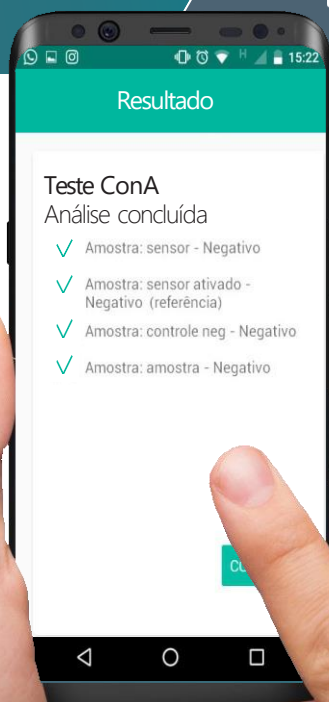 H
15:22
Resultado
Teste ConA
Análise concluída
Amostra: sensor - Negativo
Amostra: sensor ativado -
Negativo (referência)
Amostra: controle neg - Negativo
Amostra: amostra - Negativo